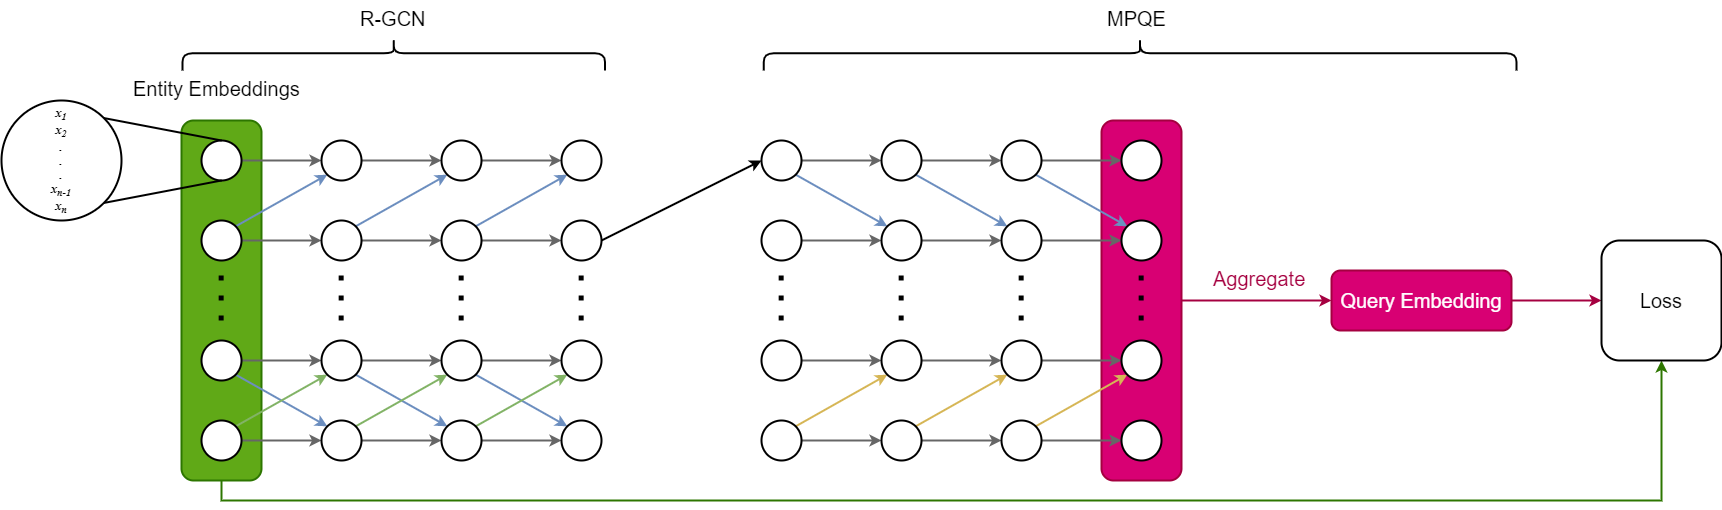 R-GCN
MPQE
Entity Embeddings
x1
x2
.
.
.
xn-1
xn
Aggregate
Query Embedding
Loss